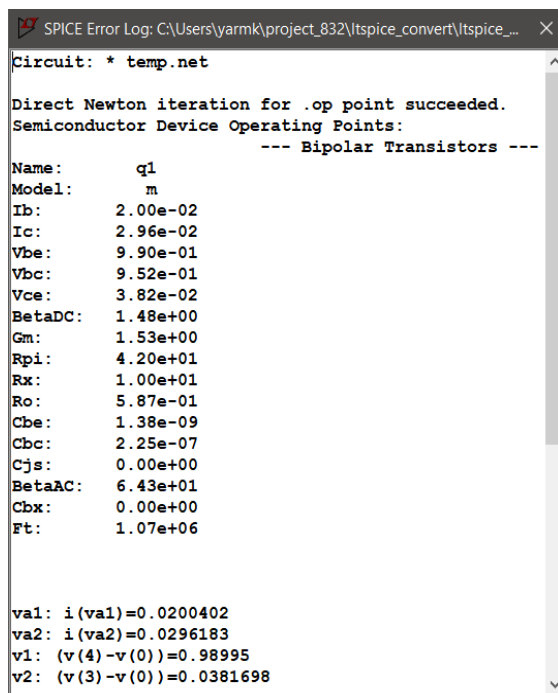 SPICE Error Log: C:\Users\yarmk\project_832\ltspice_convert\ltspice_...
Circuit: * temp.net
Direct Newton iteration for .op point succeeded.
Semiconductor Device Operating Points:
--- Bipolar Transistors ---
Name: q1
Model: m
Ib: 2.00e-02
Ic: 2.96e-02
Vbe: 9.90e-01
Vbc: 9.52e-01
Vce: 3.82e-02
BetaDC: 1.48e+00
Gm: 1.53e+00
Rpi: 4.20e+01
Rx: 1.00e+01
Ro: 5.87e-01
Cbe: 1.38e-09
Cbc: 2.25e-07
Cjs: 0.00e+00
BetaAC: 6.43e+01
Cbx: 0.00e+00
Ft: 1.07e+06
va1: i(va1)=0.0200402
va2: i(va2)=0.0296183
v1: (v(4)-v(0))=0.98995
v2: (v(3)-v(0))=0.0381698